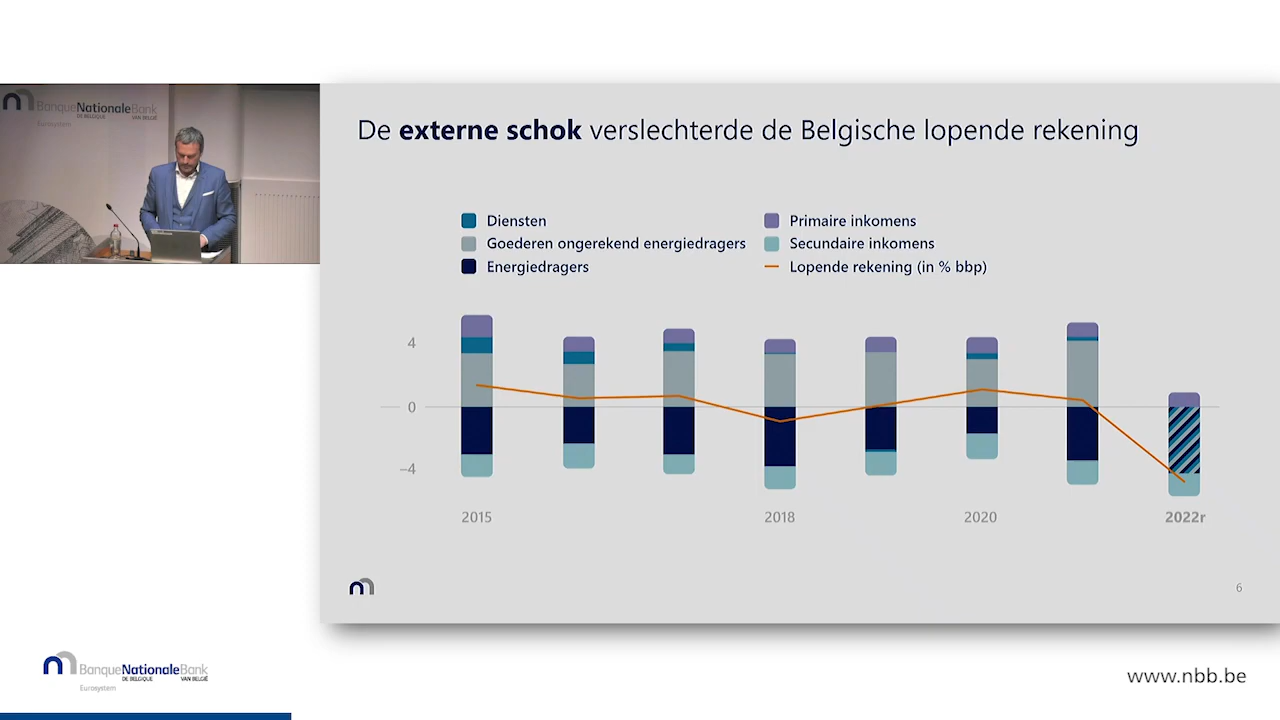 BanqueNationaleBank
DE BELGIQUE VAN BELGIË
Eurosystem
De externe schok verslechterde de Belgische lopende rekening
Diensten
Goederen ongerekend energiedragers
Energiedragers
Primaire inkomens
Secundaire inkomens
Lopende rekening (in % bbp)
4
0
–4
2015 2018 2020 2022r
6
BanqueNationaleBank
DE BELGIQUE VAN BELGIË
Eurosystem
www.nbb.be